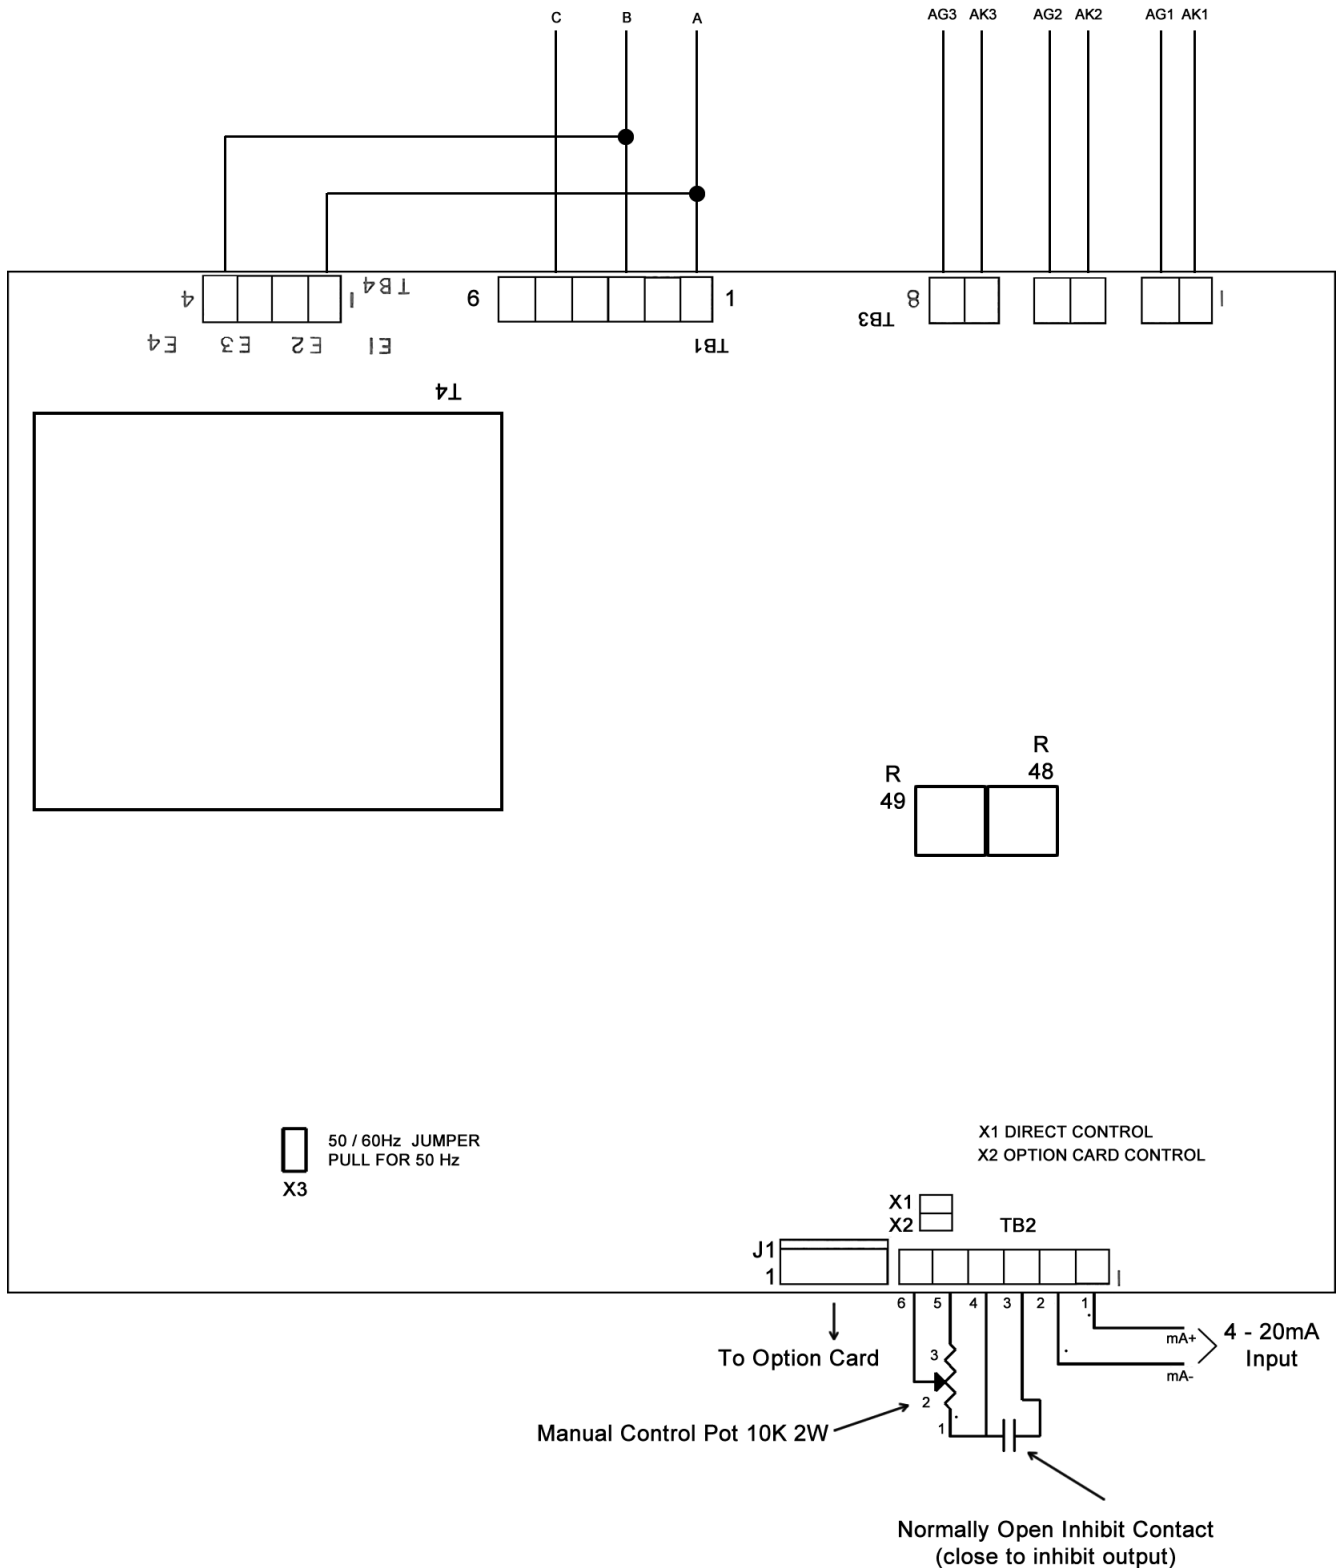 C B A AG3 AK3 AG2 AK2 AG1 AK1
4 1 TB4 6 1 8 TB3 1
E4 E3 E2 E1 TB1
T4
R
48
R
49
50 / 60Hz JUMPER
PULL FOR 50 Hz
X3
X1 DIRECT CONTROL
X2 OPTION CARD CONTROL
X1
X2 TB2
J1
1 1
6 5 4 3 2 1
mA+
mA-
4 - 20mA
Input
To Option Card
3
2
1
Manual Control Pot 10K 2W
Normally Open Inhibit Contact
(close to inhibit output)